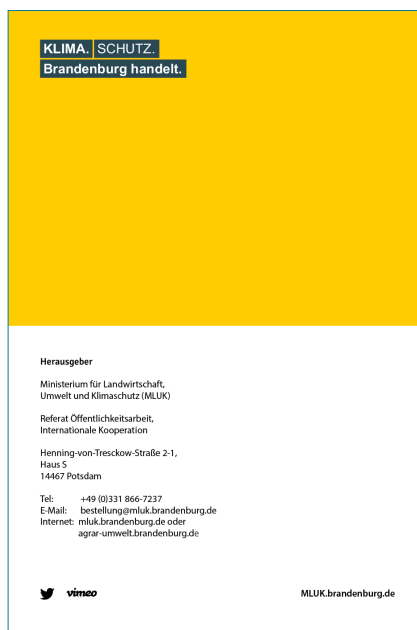 KLIMA. SCHUTZ.
Brandenburg handelt.
Herausgeber
Ministerium für Landwirtschaft,
Umwelt und Klimaschutz (MLUK)
Referat Öffentlichkeitsarbeit,
Internationale Kooperation
Henning-von-Tresckow-Straße 2-1,
Haus S
14467 Potsdam
Tel: +49 (0)331 866-7237
E-Mail: bestellung@mluk.brandenburg.de
Internet: mluk.brandenburg.de oder
agrar-umwelt.brandenburg.de
vimeo
MLUK.brandenburg.de